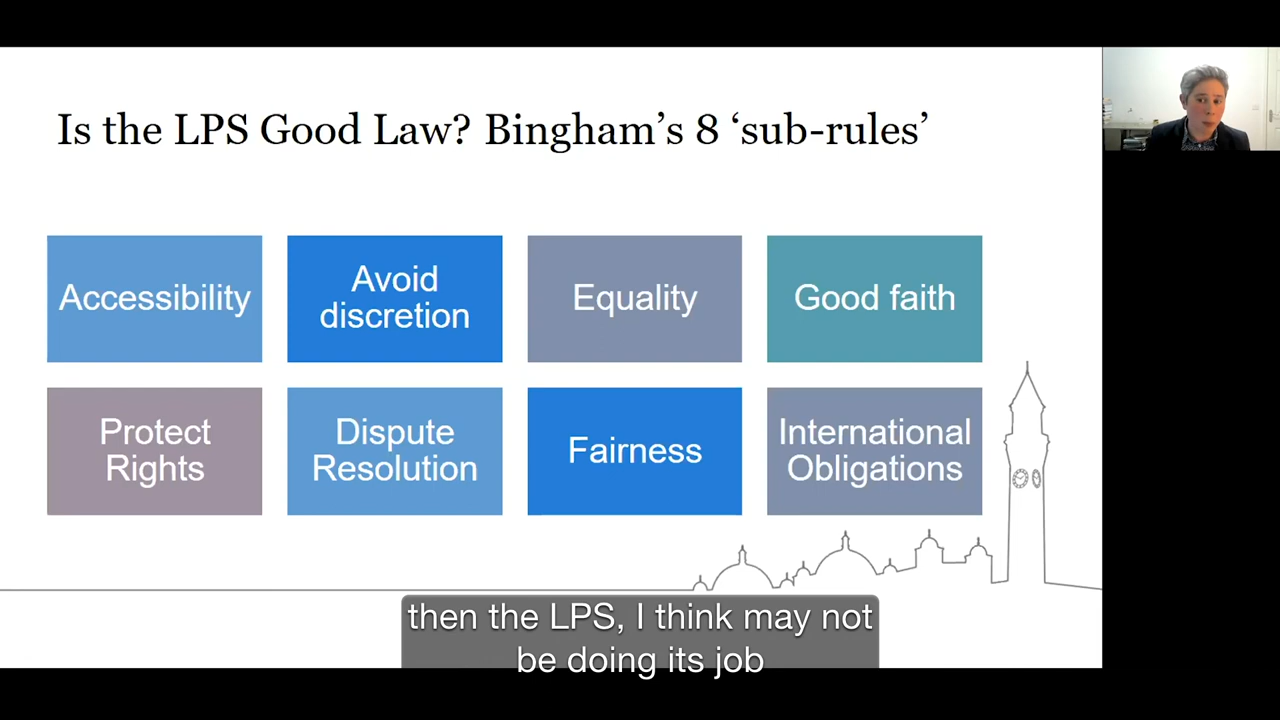 Is the LPS Good Law? Bingham’s 8 ‘sub-rules’
Accessibility
Avoid
discretion
Equality
Good faith
Protect
Rights
Dispute
Resolution
Fairness
International
Obligations
then the LPS, I think may not
be doing its job